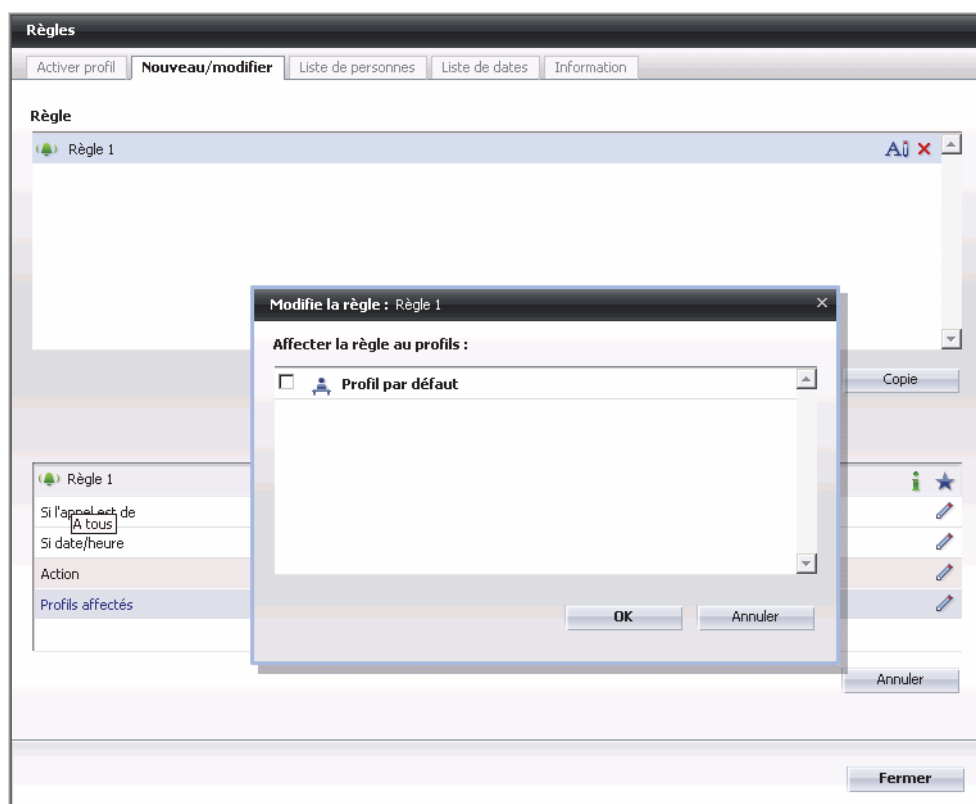 Règles
Activer profil Nouveau/modifier Liste de personnes Liste de dates Information
Règle
Règle 1
Modifie la règle : Règle 1
Affecter la règle au profils :
Profil par défaut
OK Annuler
Copie
Règle 1
Si l'appel est de
A tous
Si date/heure
Action
Profils affectés
Annuler
Fermer